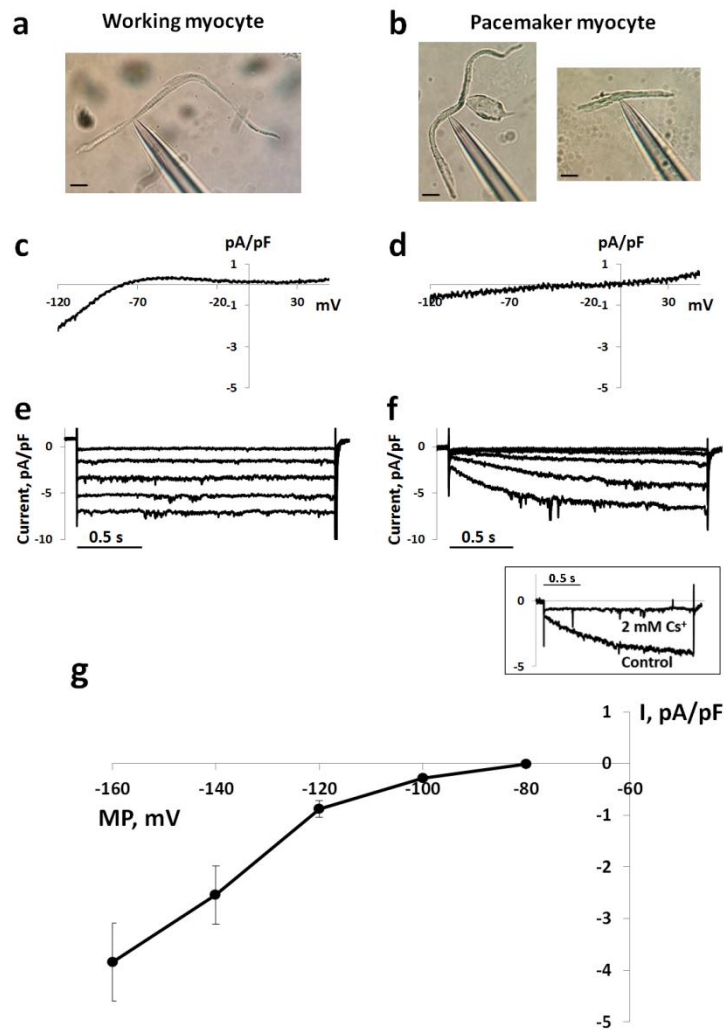 a Working myocyte
b Pacemaker myocyte
c
pA/pF
1
-120 -70 -20 30
-1
mV
-3
-5
d
pA/pF
1
-120 -70 -20 30
-1
mV
-3
-5
e
Current, pA/pF
0
-5
-10
0.5 s
f
Current, pA/pF
0
-5
-10
0.5 s
0.5 s
0
2 mM Cs⁺
Control
-5
g
I, pA/pF
1
0
-160 -140 -120 -100 -80 -60
MP, mV
-1
-2
-3
-4
-5